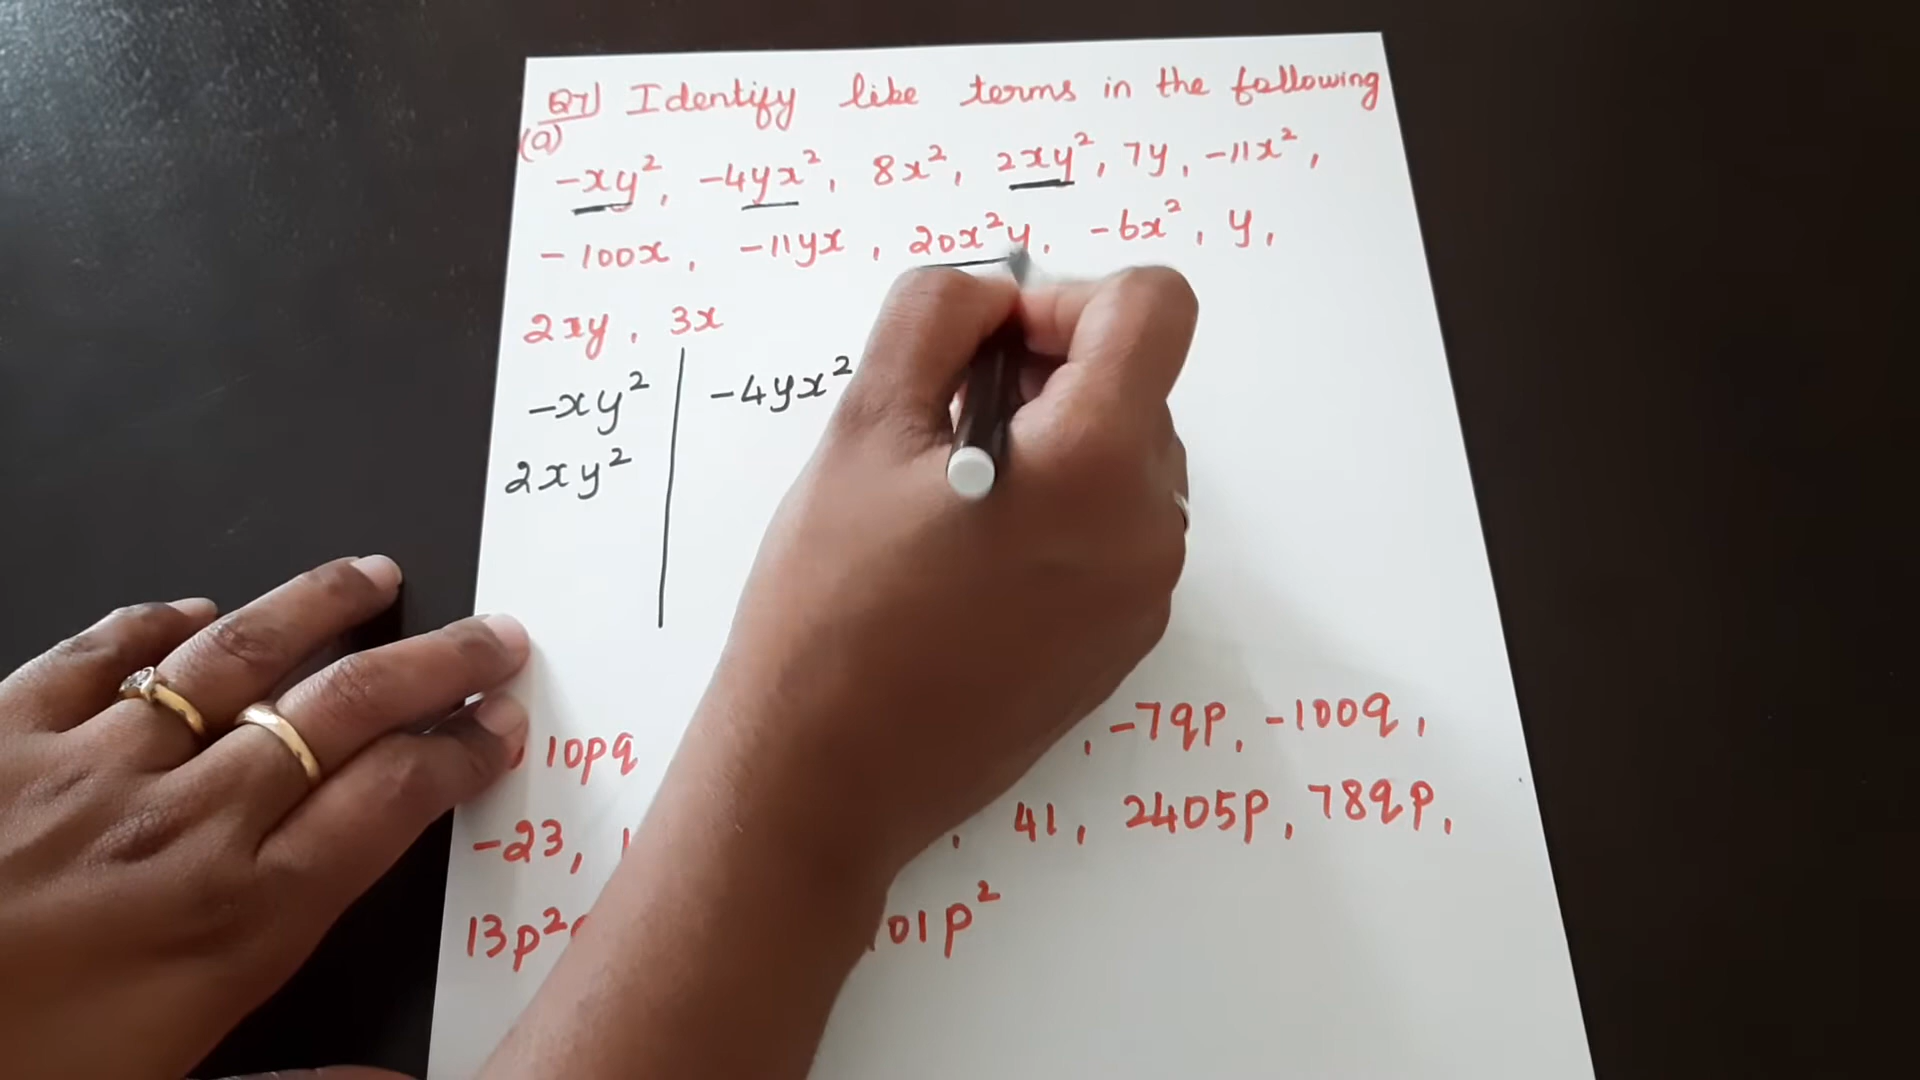 Q7) Identify like terms in the following
(a)
-xy², -4yx², 8x², 2xy², 7y, -11x²,
-100x, -11yx, 20x²y, -6x², y,
2xy, 3x
-xy² -4yx²
2xy²
10pq , -7qp, -100q,
-23, , 41, 2405p, 78qp,
13p² 01p²